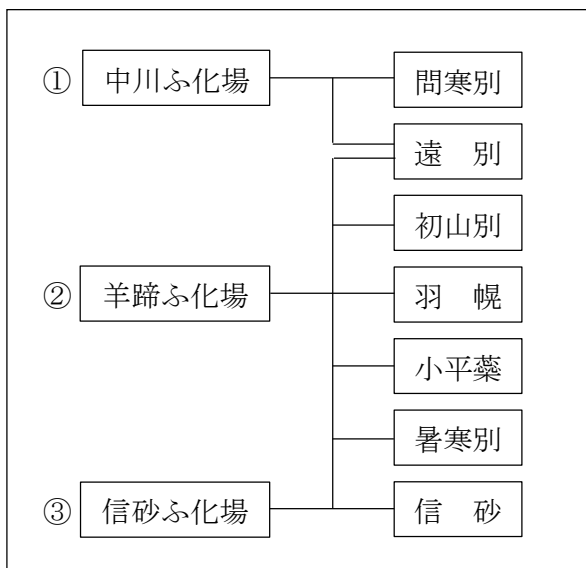 ① 中川ふ化場 問寒別
遠 別
初山別
② 羊蹄ふ化場 羽 幌
小平蘂
暑寒別
③ 信砂ふ化場 信 砂